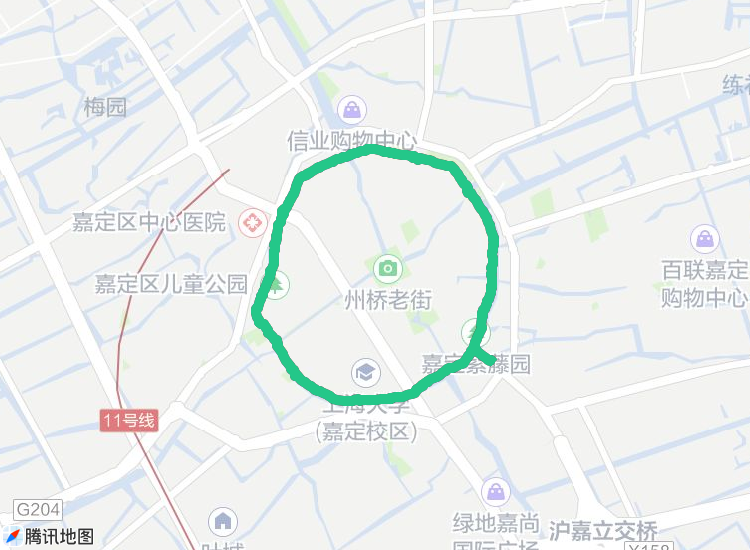 梅园
练祁
信业购物中心
嘉定区中心医院
嘉定区儿童公园
州桥老街
百联嘉定
购物中心
嘉定紫藤园
上海大学
(嘉定校区)
11号线
G204
腾讯地图
绿地嘉尚
国际广场
沪嘉立交桥